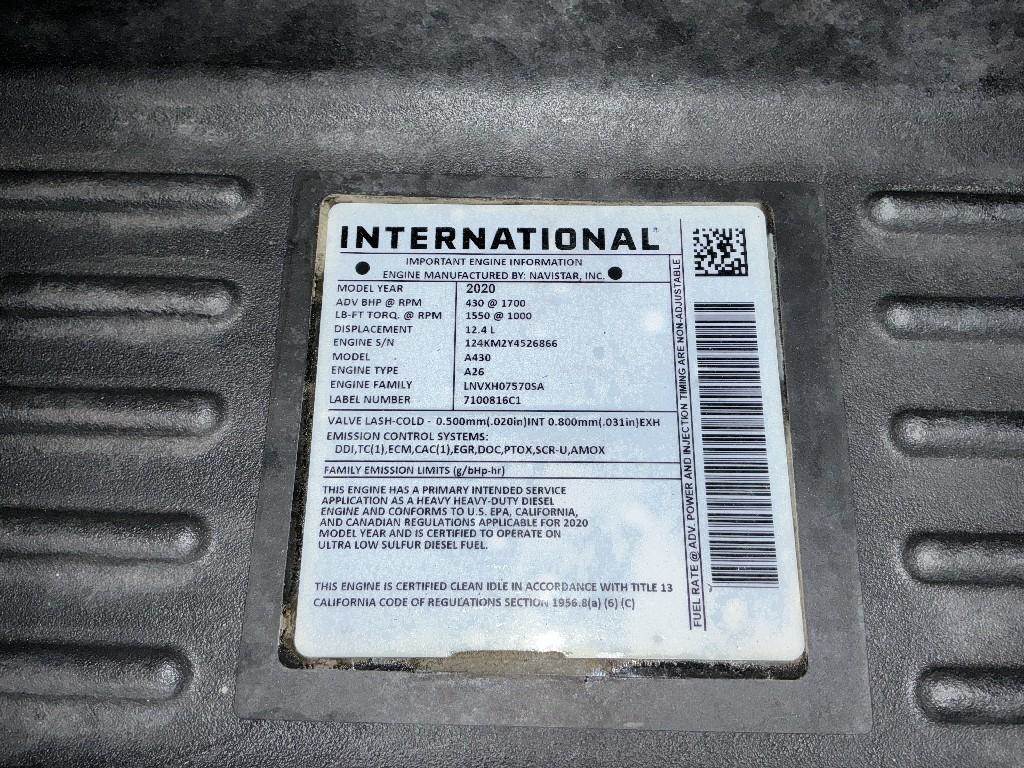 INTERNATIONAL
IMPORTANT ENGINE INFORMATION
ENGINE MANUFACTURED BY: NAVISTAR, INC.
MODEL YEAR 2020
ADV BHP @ RPM 430 @ 1700
LB-FT TORQ. @ RPM 1550 @ 1000
DISPLACEMENT 12.4 L
ENGINE S/N 124KM2Y4526866
MODEL A430
ENGINE TYPE A26
ENGINE FAMILY LNVXH07570SA
LABEL NUMBER 7100816C1
VALVE LASH-COLD - 0.500mm(.020in)INT 0.800mm(.031in)EXH
EMISSION CONTROL SYSTEMS:
DDI,TC(1),ECM,CAC(1),EGR,DOC,PTOX,SCR-U,AMOX
FAMILY EMISSION LIMITS (g/bHp-hr)
THIS ENGINE HAS A PRIMARY INTENDED SERVICE
APPLICATION AS A HEAVY HEAVY-DUTY DIESEL
ENGINE AND CONFORMS TO U.S. EPA, CALIFORNIA,
AND CANADIAN REGULATIONS APPLICABLE FOR 2020
MODEL YEAR AND IS CERTIFIED TO OPERATE ON
ULTRA LOW SULFUR DIESEL FUEL.
THIS ENGINE IS CERTIFIED CLEAN IDLE IN ACCORDANCE WITH TITLE 13
CALIFORNIA CODE OF REGULATIONS SECTION 1956.8(a) (6) (C)
FUEL RATE @ ADV. POWER AND INJECTION TIMING ARE NON-ADJUSTABLE